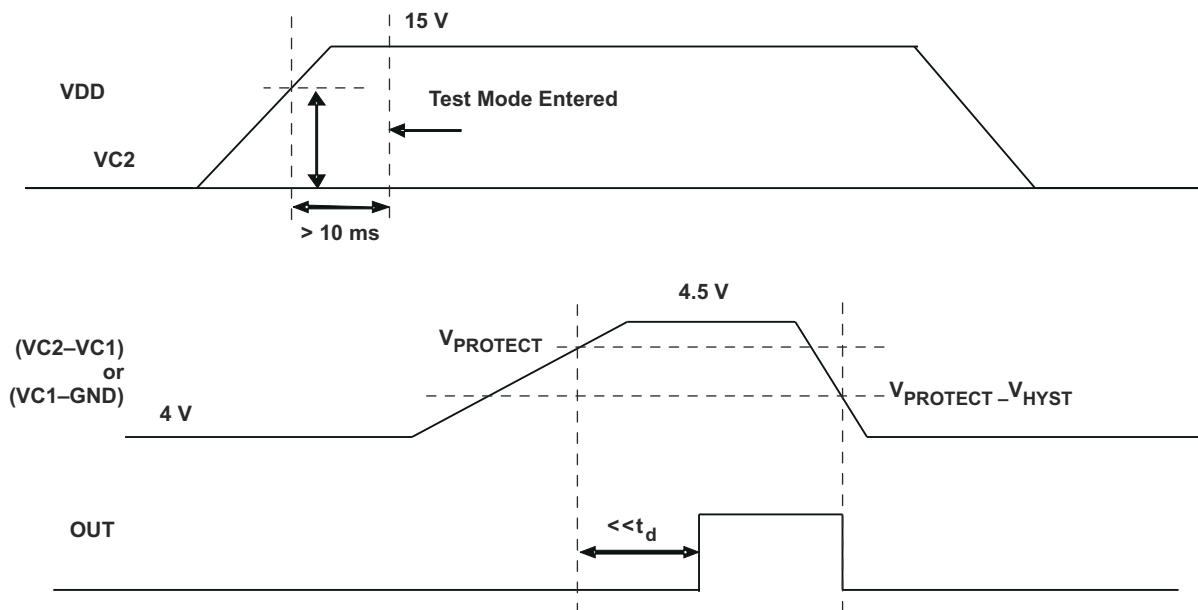 15 V
VDD
Test Mode Entered
VC2
> 10 ms
4.5 V
(VC2–VC1)
or
(VC1–GND)
VPROTECT
VPROTECT – VHYST
4 V
OUT
<<td